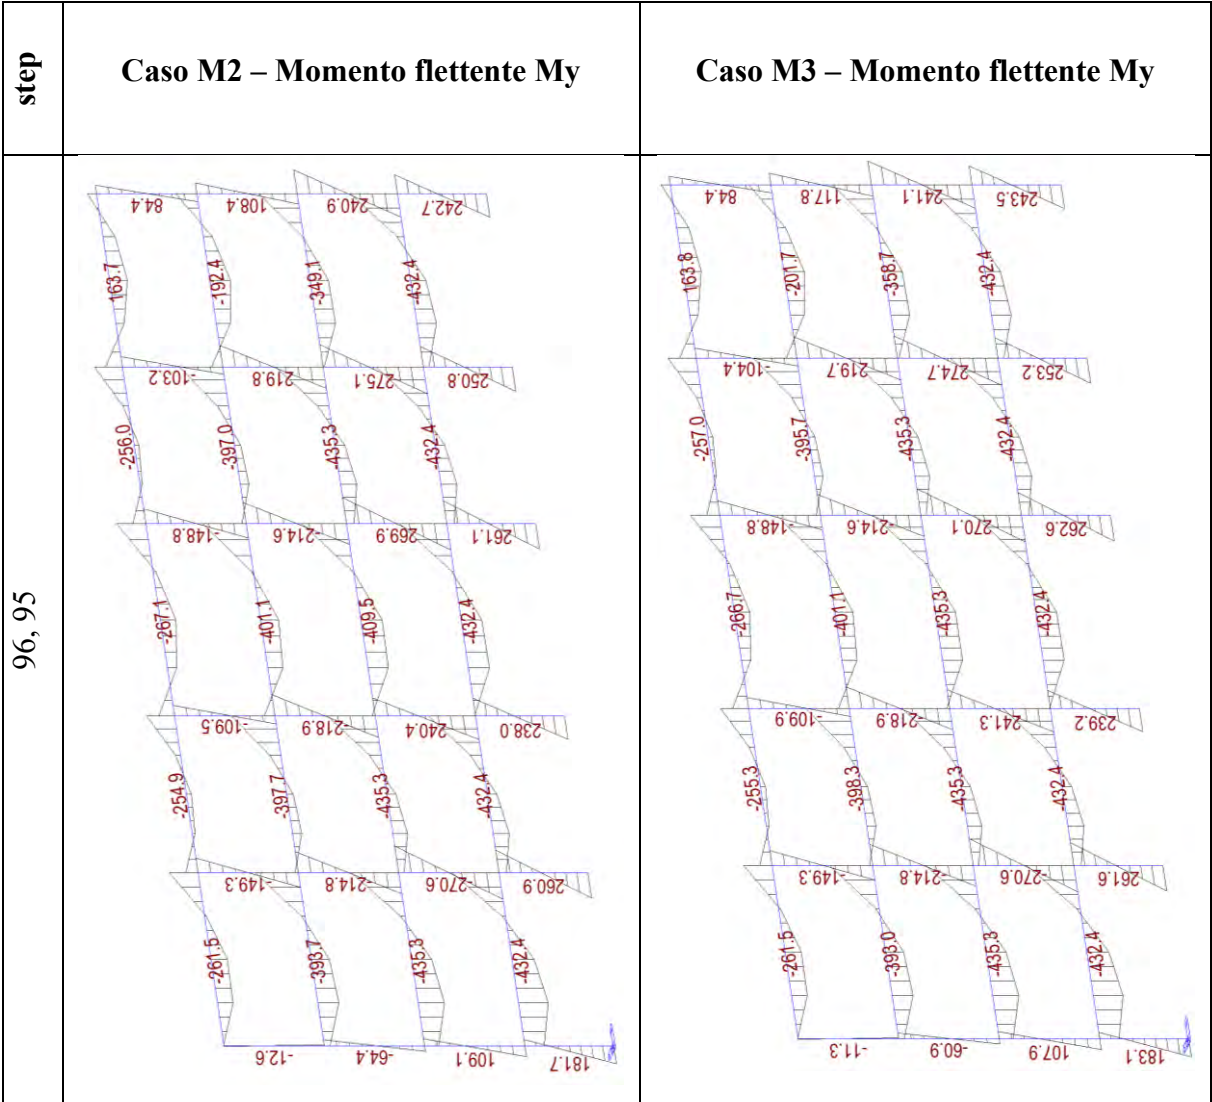 step
Caso M2 – Momento flettente My
Caso M3 – Momento flettente My
96, 95
84.4 108.4 240.9 242.7
163.7 -192.4 -349.1 -432.4
-103.2 219.8 275.1 250.8
-256.0 -397.0 -435.3 -432.4
-148.8 -214.6 269.9 261.1
-267.1 -401.1 -409.5 -432.4
-109.5 -218.9 240.4 238.0
-254.9 -397.7 -435.3 -432.4
-149.3 -214.8 -270.6 260.9
-261.5 -393.7 -435.3 -432.4
-12.6 -64.4 109.1 181.7
84.4 117.8 241.1 243.5
163.8 -201.7 -358.7 -432.4
-104.4 219.7 274.7 253.2
-257.0 -395.7 -435.3 -432.4
-148.8 -214.6 270.1 262.6
-266.7 -401.1 -435.3 -432.4
-109.9 -218.9 241.3 239.2
-255.3 -398.3 -435.3 -432.4
-149.3 -214.8 -270.6 261.6
-261.5 -393.0 -435.3 -432.4
-11.3 -60.9 107.9 183.1